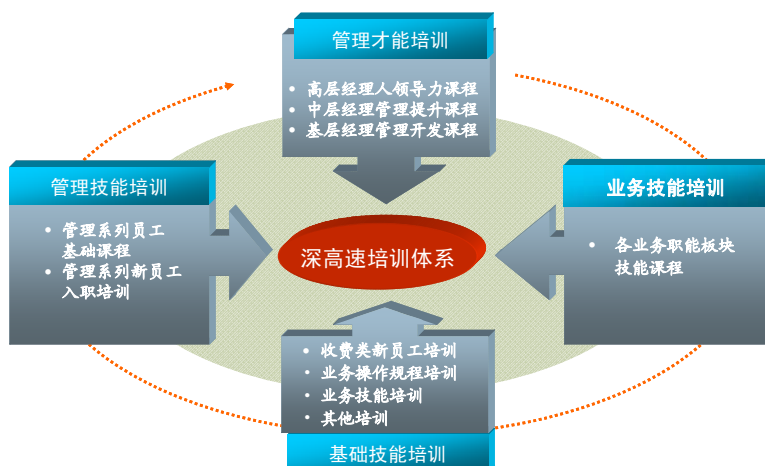 管理才能培训
• 高层经理人领导力课程
• 中层经理管理提升课程
• 基层经理管理开发课程
管理技能培训
• 管理系列员工
基础课程
• 管理系列新员工
入职培训
深高速培训体系
业务技能培训
• 各业务职能板块
技能课程
• 收费类新员工培训
• 业务操作规程培训
• 业务技能培训
• 其他培训
基础技能培训